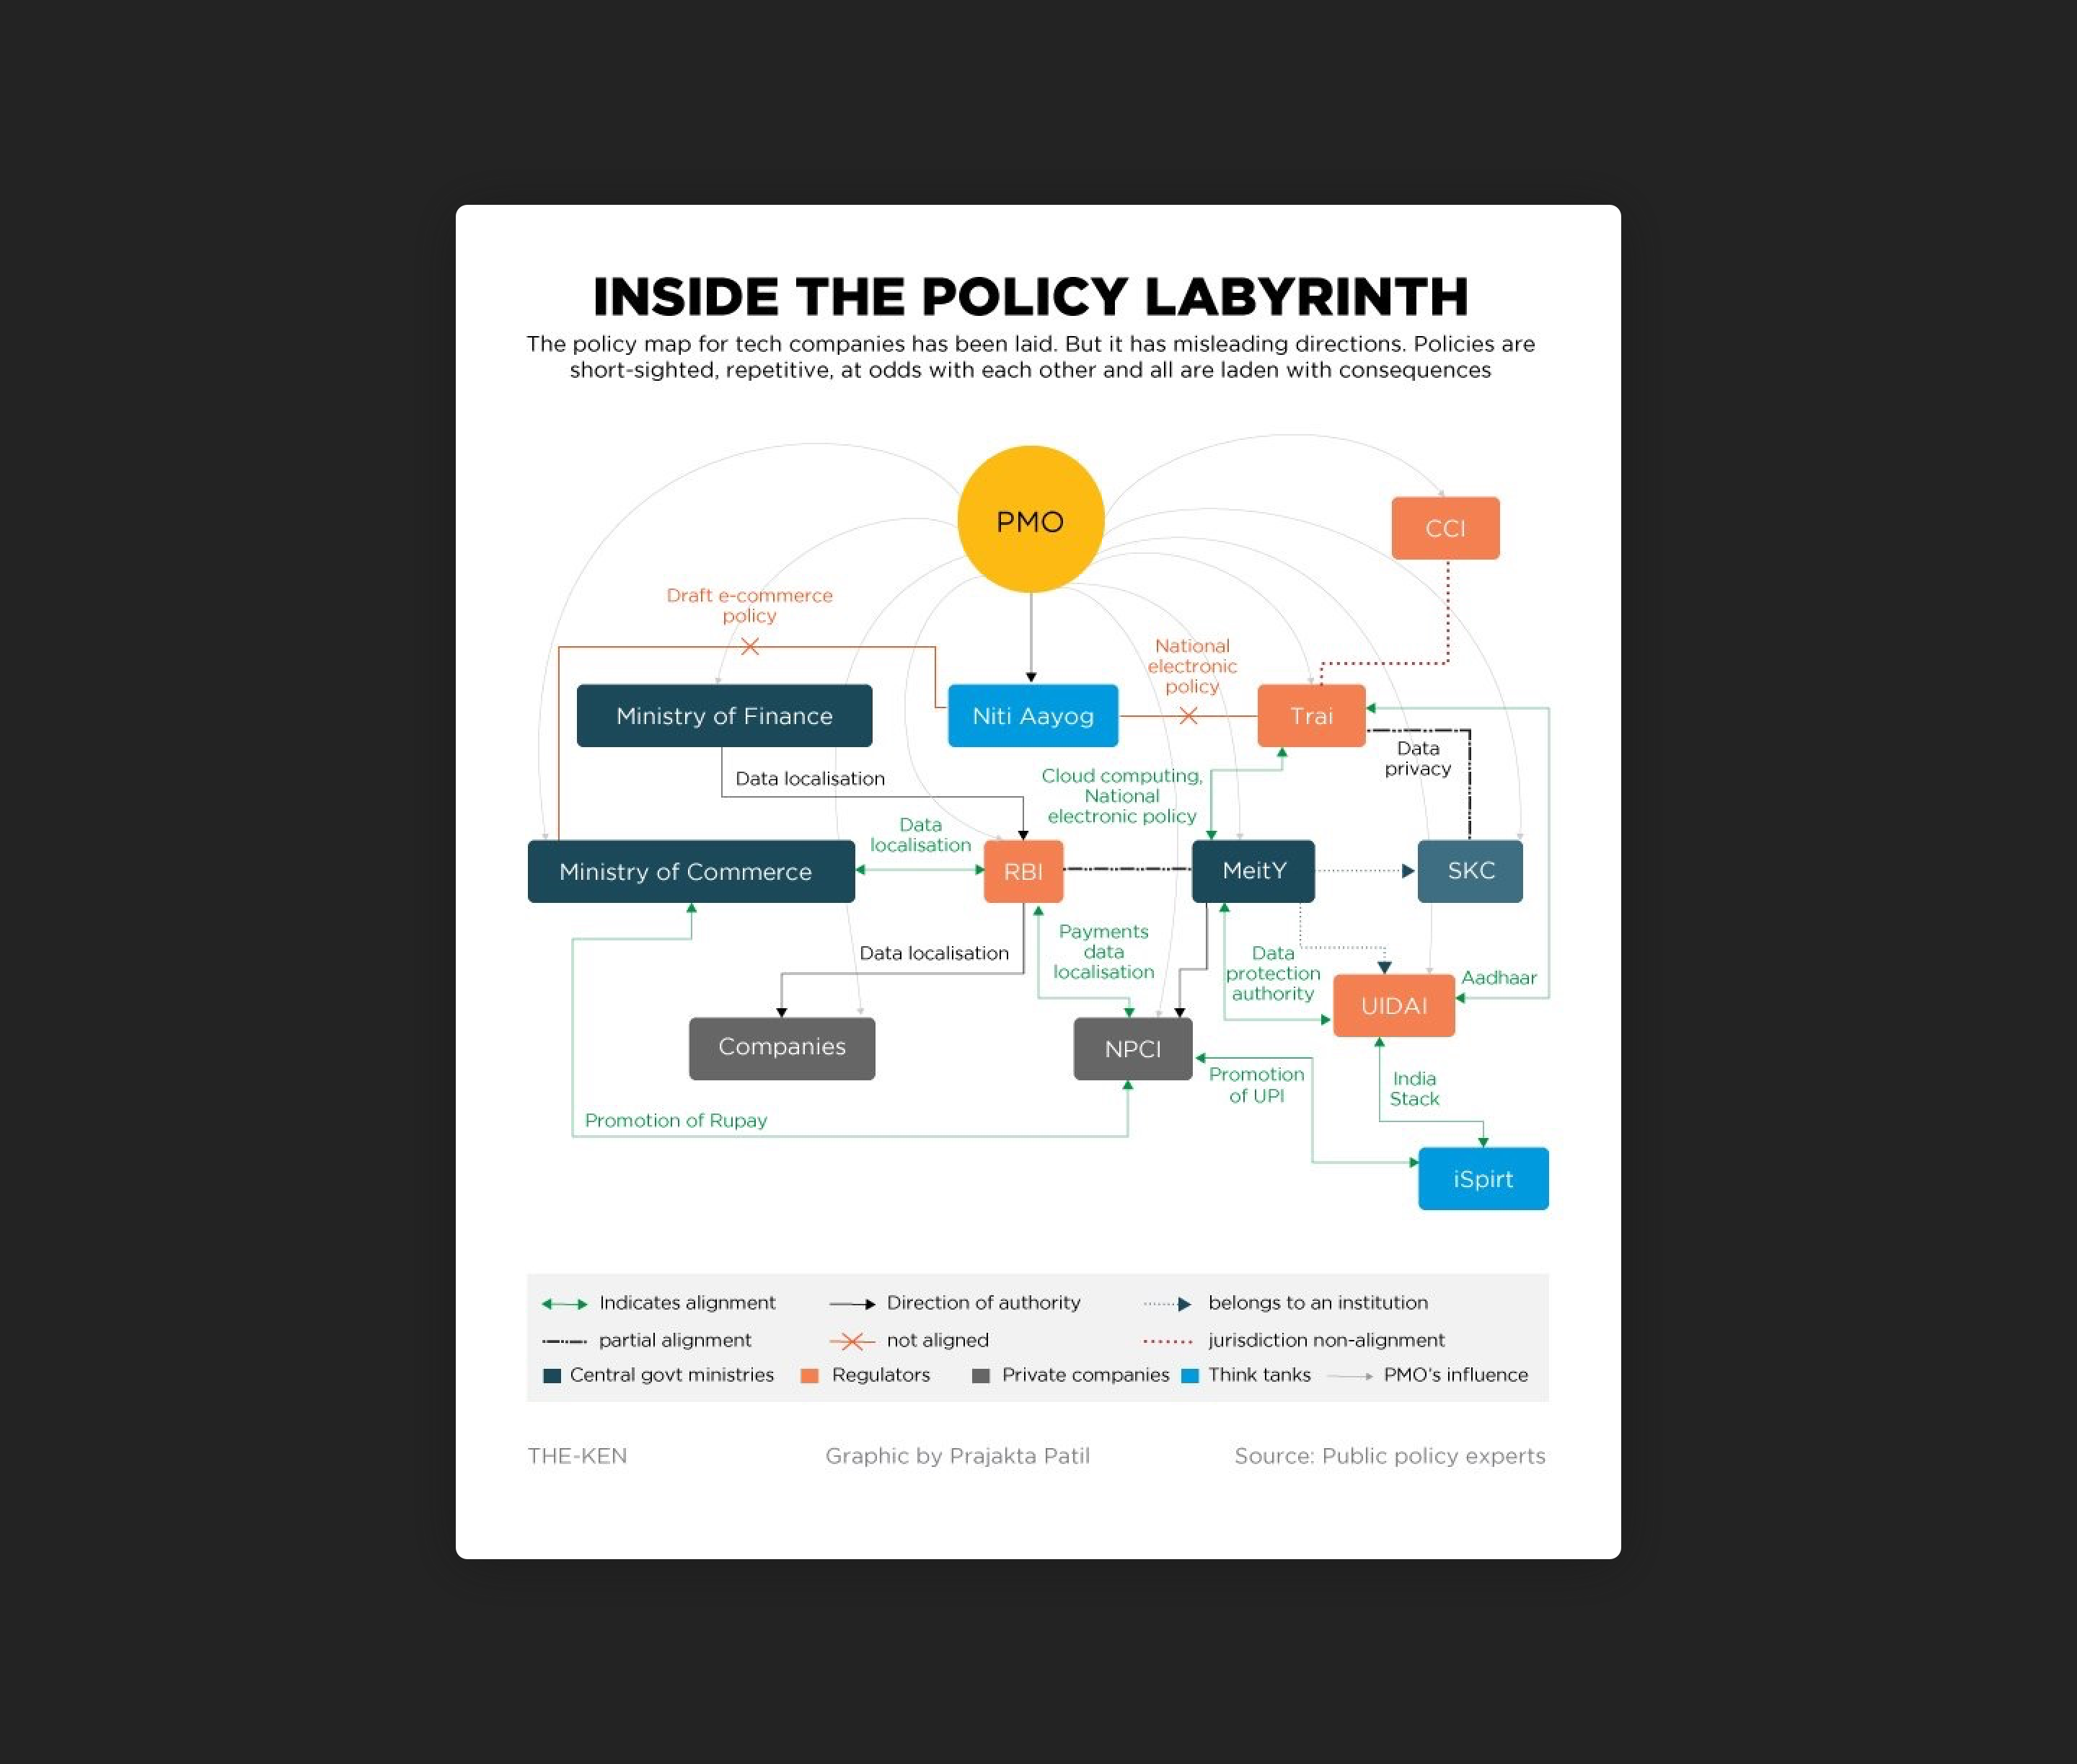 INSIDE THE POLICY LABYRINTH
The policy map for tech companies has been laid. But it has misleading directions. Policies are
short-sighted, repetitive, at odds with each other and all are laden with consequences
PMO
CCI
Draft e-commerce
policy
National
electronic
policy
Ministry of Finance
Niti Aayog
Trai
Data
privacy
Data localisation
Cloud computing,
National
electronic policy
Data
localisation
Ministry of Commerce
RBI
MeitY
SKC
Data localisation
Payments
data
localisation
Data
protection
authority
Aadhaar
UIDAI
Companies
NPCI
Promotion
of UPI
India
Stack
Promotion of Rupay
iSpirt
Indicates alignment
Direction of authority
belongs to an institution
partial alignment
not aligned
jurisdiction non-alignment
Central govt ministries
Regulators
Private companies
Think tanks
PMO's influence
THE-KEN
Graphic by Prajakta Patil
Source: Public policy experts